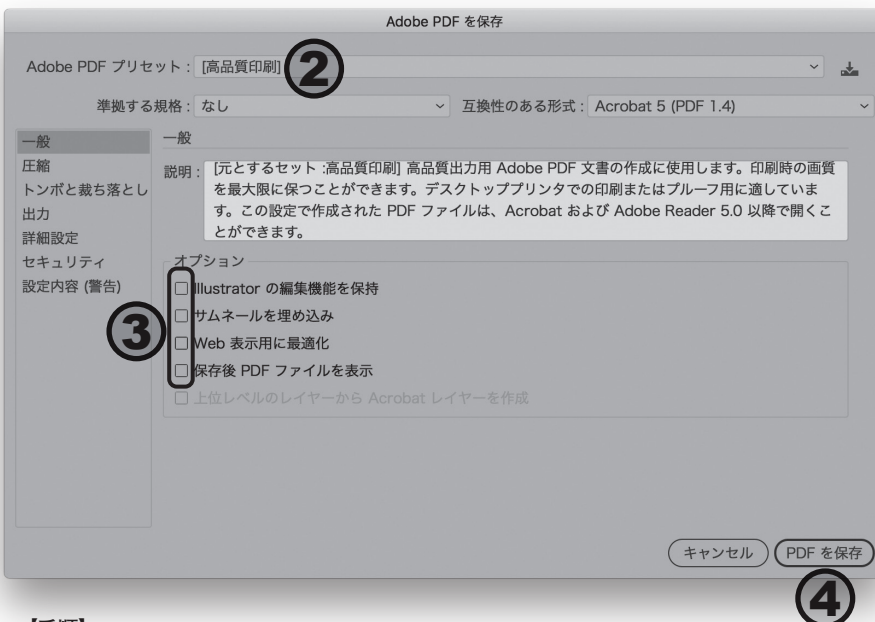 Adobe PDF を保存
Adobe PDF プリセット : [高品質印刷]
②
準拠する規格 : なし
互換性のある形式 : Acrobat 5 (PDF 1.4)
一般
圧縮
トンボと裁ち落とし
出力
詳細設定
セキュリティ
設定内容 (警告)
一般
説明 : [元とするセット :高品質印刷] 高品質出力用 Adobe PDF 文書の作成に使用します。印刷時の画質
を最大限に保つことができます。デスクトッププリンタでの印刷またはプルーフ用に適していま
す。この設定で作成された PDF ファイルは、Acrobat および Adobe Reader 5.0 以降で開くこ
とができます。
オプション
③
Illustrator の編集機能を保持
サムネールを埋め込み
Web 表示用に最適化
保存後 PDF ファイルを表示
上位レベルのレイヤーから Acrobat レイヤーを作成
キャンセル
PDF を保存
④